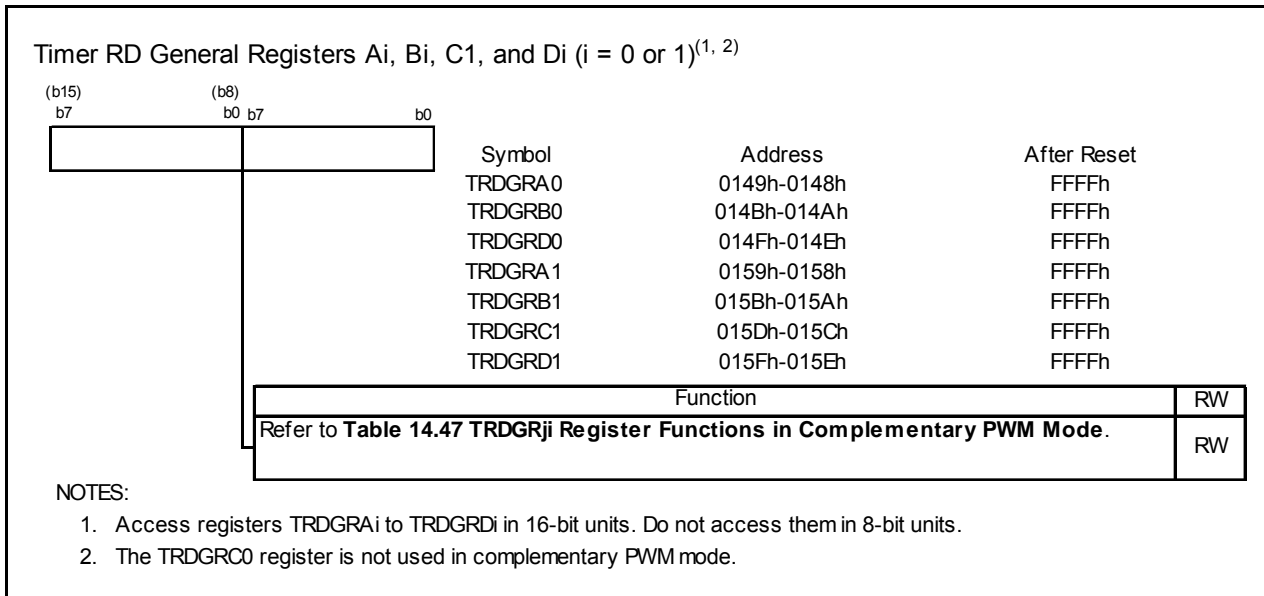 Timer RD General Registers Ai, Bi, C1, and Di (i = 0 or 1)(1, 2)
(b15) (b8)
b7 b0 b7 b0
Symbol Address After Reset
TRDGRA0 0149h-0148h FFFFh
TRDGRB0 014Bh-014Ah FFFFh
TRDGRD0 014Fh-014Eh FFFFh
TRDGRA1 0159h-0158h FFFFh
TRDGRB1 015Bh-015Ah FFFFh
TRDGRC1 015Dh-015Ch FFFFh
TRDGRD1 015Fh-015Eh FFFFh
Function RW
Refer to Table 14.47 TRDGRji Register Functions in Complementary PWM Mode. RW
NOTES:
1. Access registers TRDGRAi to TRDGRDi in 16-bit units. Do not access them in 8-bit units.
2. The TRDGRC0 register is not used in complementary PWM mode.